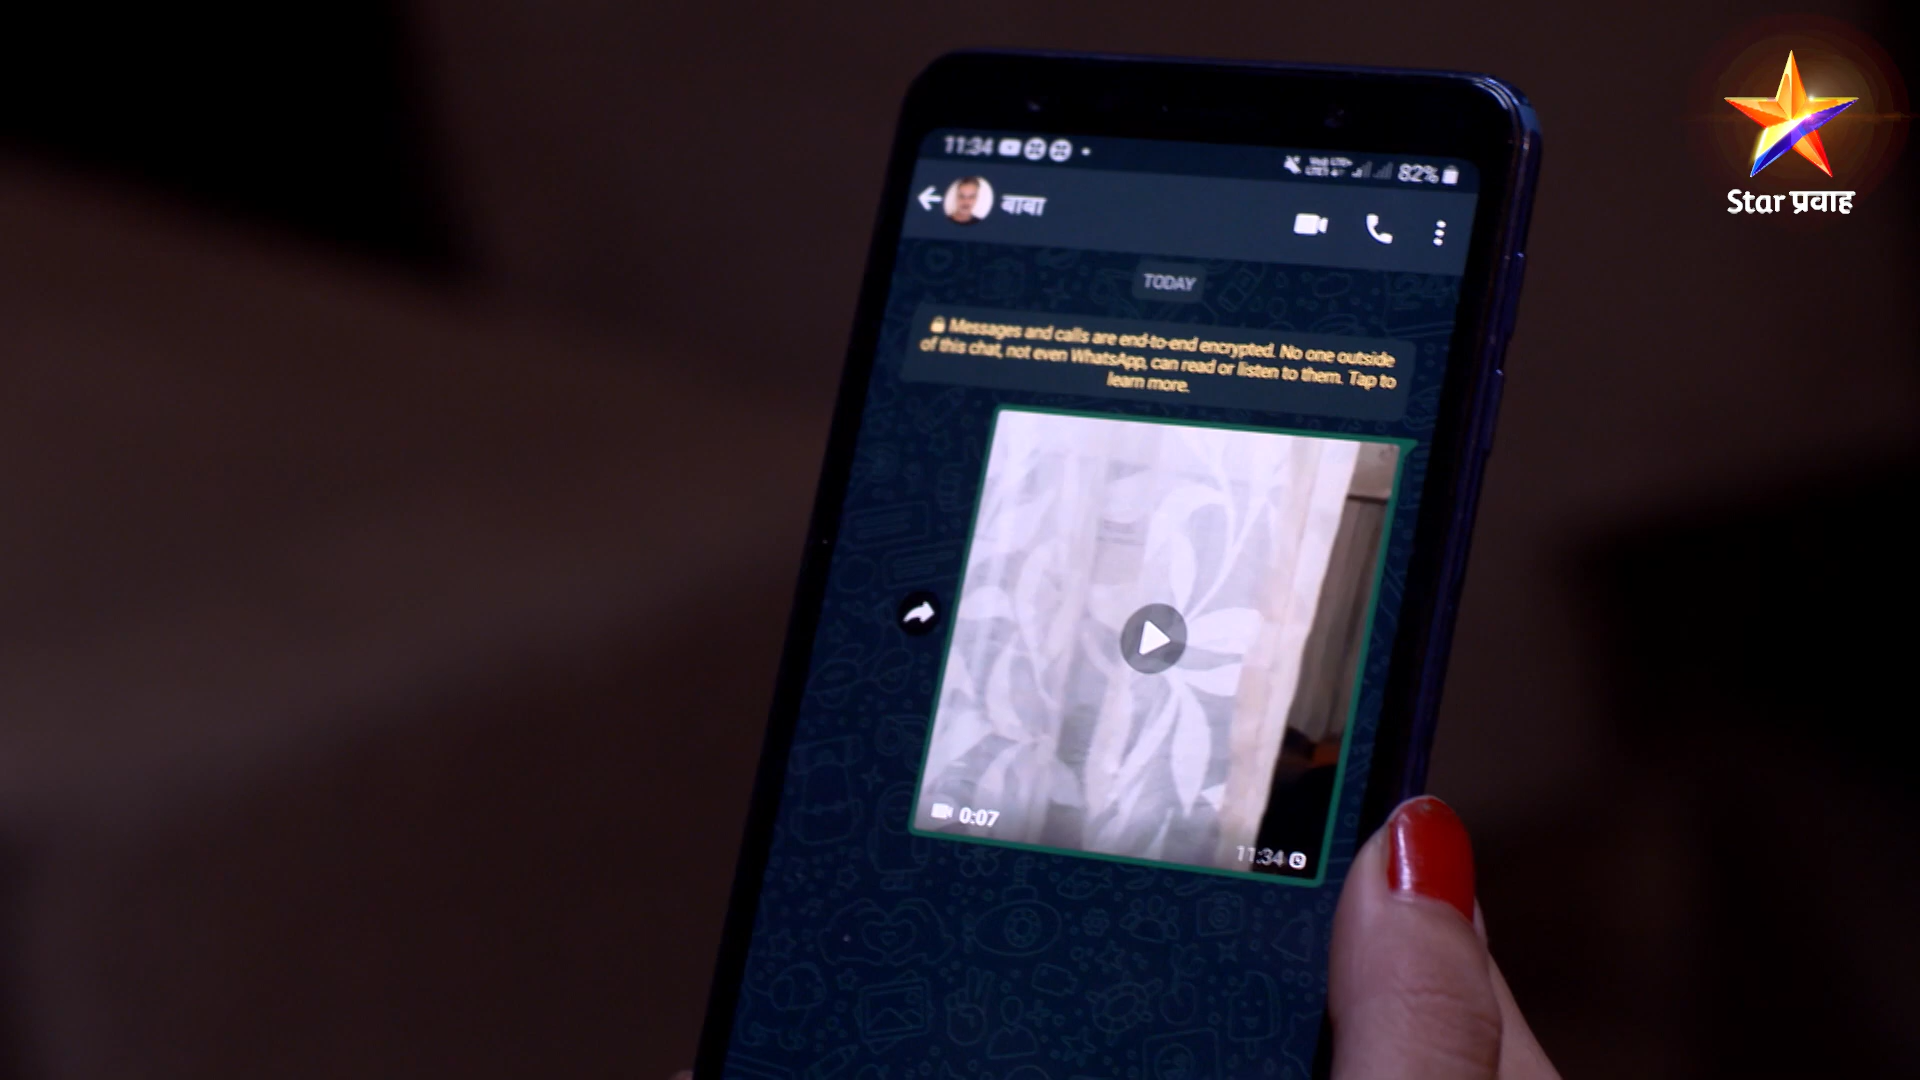 11:34
82%
बाबा
TODAY
Messages and calls are end-to-end encrypted. No one outside
of this chat, not even WhatsApp, can read or listen to them. Tap to
learn more.
0:07
11:34
Star प्रवाह